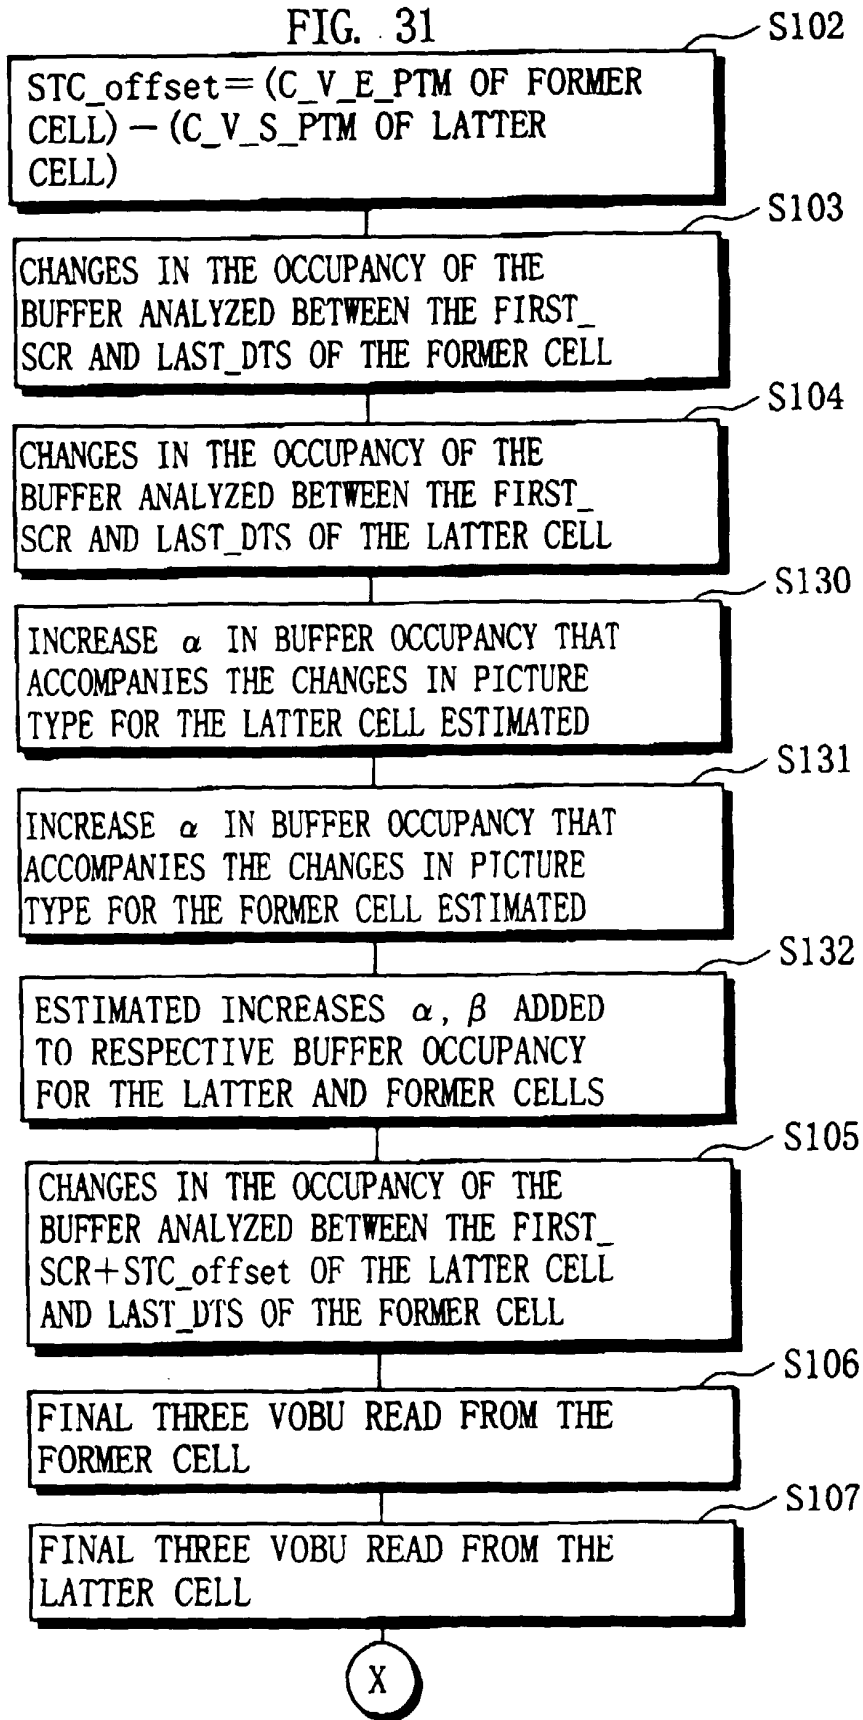 FIG. 31
S102
STC_offset=(C_V_E_PTM OF FORMER
CELL)-(C_V_S_PTM OF LATTER
CELL)
S103
CHANGES IN THE OCCUPANCY OF THE
BUFFER ANALYZED BETWEEN THE FIRST_
SCR AND LAST_DTS OF THE FORMER CELL
S104
CHANGES IN THE OCCUPANCY OF THE
BUFFER ANALYZED BETWEEN THE FIRST_
SCR AND LAST_DTS OF THE LATTER CELL
S130
INCREASE α IN BUFFER OCCUPANCY THAT
ACCOMPANIES THE CHANGES IN PICTURE
TYPE FOR THE LATTER CELL ESTIMATED
S131
INCREASE α IN BUFFER OCCUPANCY THAT
ACCOMPANIES THE CHANGES IN PICTURE
TYPE FOR THE FORMER CELL ESTIMATED
S132
ESTIMATED INCREASES α, β ADDED
TO RESPECTIVE BUFFER OCCUPANCY
FOR THE LATTER AND FORMER CELLS
S105
CHANGES IN THE OCCUPANCY OF THE
BUFFER ANALYZED BETWEEN THE FIRST_
SCR+STC_offset OF THE LATTER CELL
AND LAST_DTS OF THE FORMER CELL
S106
FINAL THREE VOBU READ FROM THE
FORMER CELL
S107
FINAL THREE VOBU READ FROM THE
LATTER CELL
X